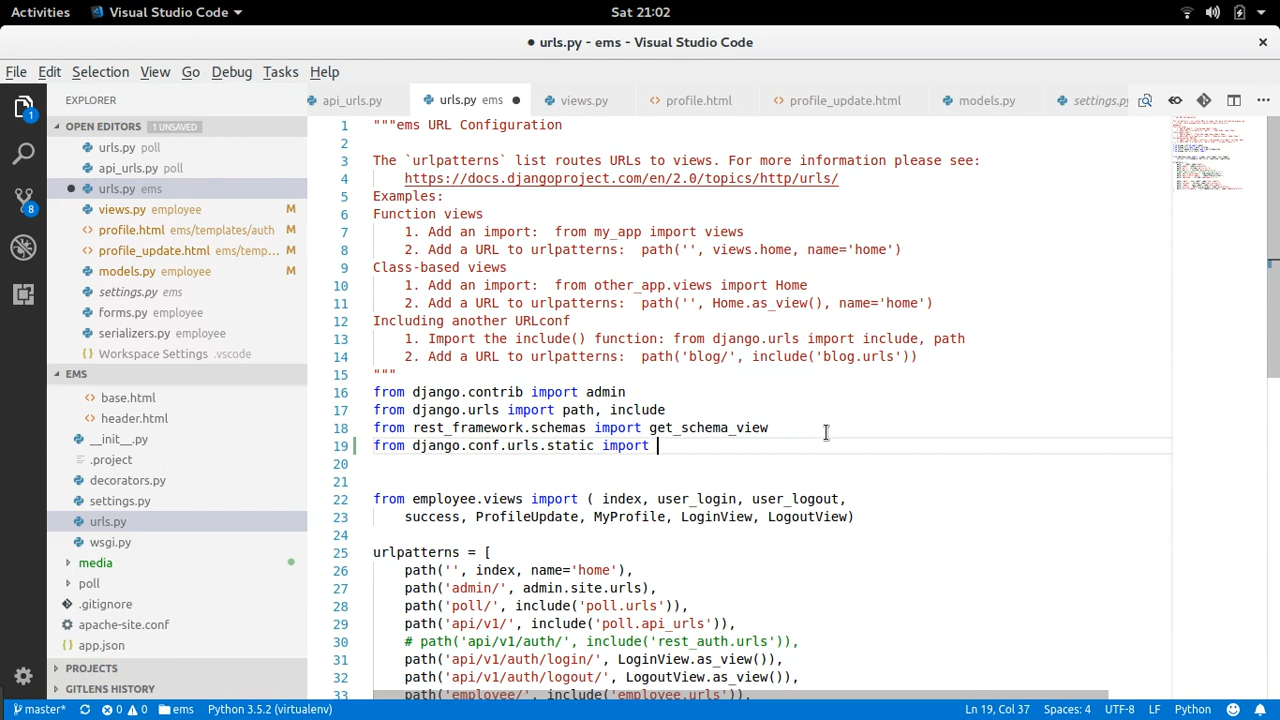 Activities Visual Studio Code Sat 21:02
● urls.py - ems - Visual Studio Code
File Edit Selection View Go Debug Tasks Help
EXPLORER
api_urls.py urls.py ems views.py profile.html profile_update.html models.py settings.py
OPEN EDITORS 1 UNSAVED
urls.py poll
api_urls.py poll
urls.py ems
views.py employee M
profile.html ems/templates/auth M
profile_update.html ems/temp... M
models.py employee M
settings.py ems
forms.py employee
serializers.py employee
Workspace Settings .vscode
EMS
base.html
header.html
__init__.py
.project
decorators.py
settings.py
urls.py
wsgi.py
media
poll
.gitignore
apache-site.conf
app.json
PROJECTS
GITLENS HISTORY
1
8
1 """ems URL Configuration
2
3 The `urlpatterns` list routes URLs to views. For more information please see:
4 https://docs.djangoproject.com/en/2.0/topics/http/urls/
5 Examples:
6 Function views
7 1. Add an import: from my_app import views
8 2. Add a URL to urlpatterns: path('', views.home, name='home')
9 Class-based views
10 1. Add an import: from other_app.views import Home
11 2. Add a URL to urlpatterns: path('', Home.as_view(), name='home')
12 Including another URLconf
13 1. Import the include() function: from django.urls import include, path
14 2. Add a URL to urlpatterns: path('blog/', include('blog.urls'))
15 """
16 from django.contrib import admin
17 from django.urls import path, include
18 from rest_framework.schemas import get_schema_view
19 from django.conf.urls.static import
20
21
22 from employee.views import ( index, user_login, user_logout,
23 success, ProfileUpdate, MyProfile, LoginView, LogoutView)
24
25 urlpatterns = [
26 path('', index, name='home'),
27 path('admin/', admin.site.urls),
28 path('poll/', include('poll.urls')),
29 path('api/v1/', include('poll.api_urls')),
30 # path('api/v1/auth/', include('rest_auth.urls')),
31 path('api/v1/auth/login/', LoginView.as_view()),
32 path('api/v1/auth/logout/', LogoutView.as_view()),
33 path('employee/', include('employee.urls')),
master* 0 0 ems Python 3.5.2 (virtualenv) Ln 19, Col 37 Spaces: 4 UTF-8 LF Python